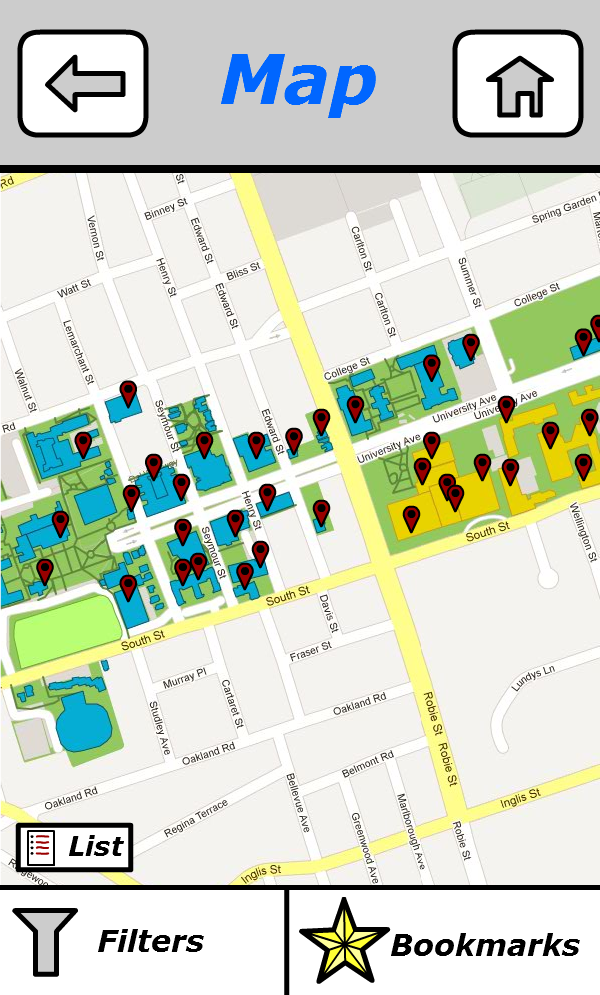 Map
Rd
St
Binney St
Spring Garden
Vernon St
Edward St
Carlton St
Henry St
Bliss St
Summer St
Watt St
Edward St
College St
Carlton St
Lemarchant St
College St
Walnut St
University Ave
University Ave
Seymour St
Edward St
Rd
University Ave
Henry St
South St
Wellington St
Seymour St
South St
Davis St
South St
Fraser St
Murray Pl
Lundys Ln
Cartaret St
Oakland Rd
Studley Ave
Robie St
Oakland Rd
Robie St
Belmont Rd
Oakland Rd
Bellevue Ave
Inglis St
Regina Terrace
Marlborough Ave
Greenwood Ave
Robie St
List
Inglis St
Filters
Bookmarks